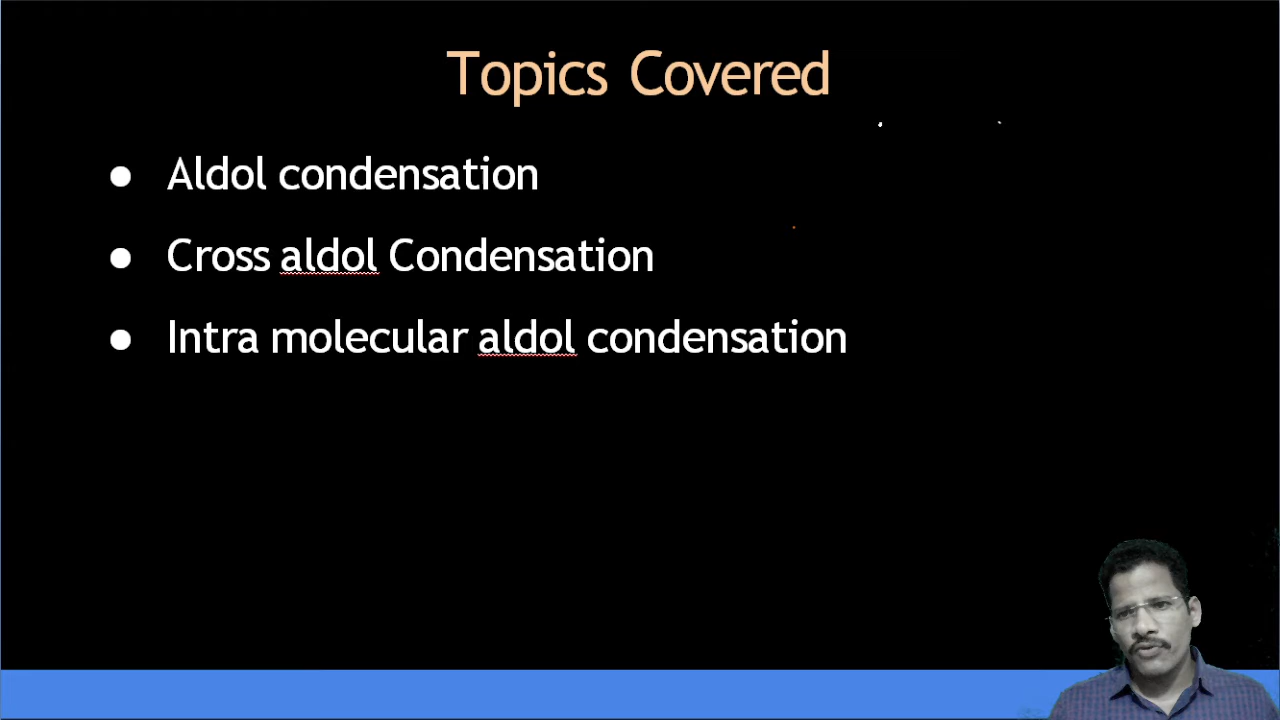 Topics Covered
● Aldol condensation
● Cross aldol Condensation
● Intra molecular aldol condensation